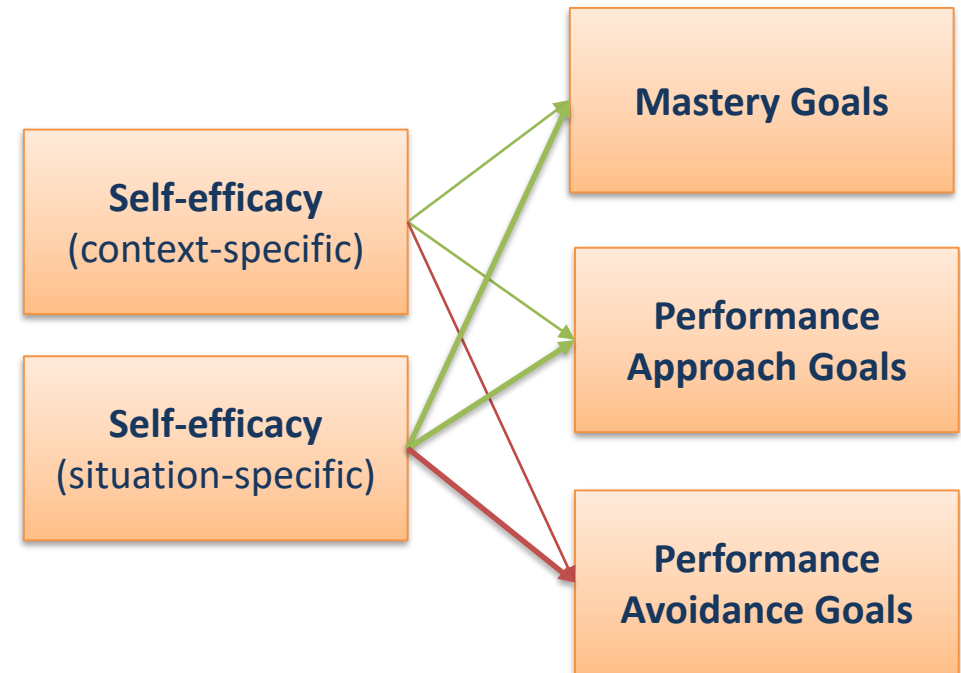 Mastery Goals
Self-efficacy
(context-specific)
Performance
Approach Goals
Self-efficacy
(situation-specific)
Performance
Avoidance Goals